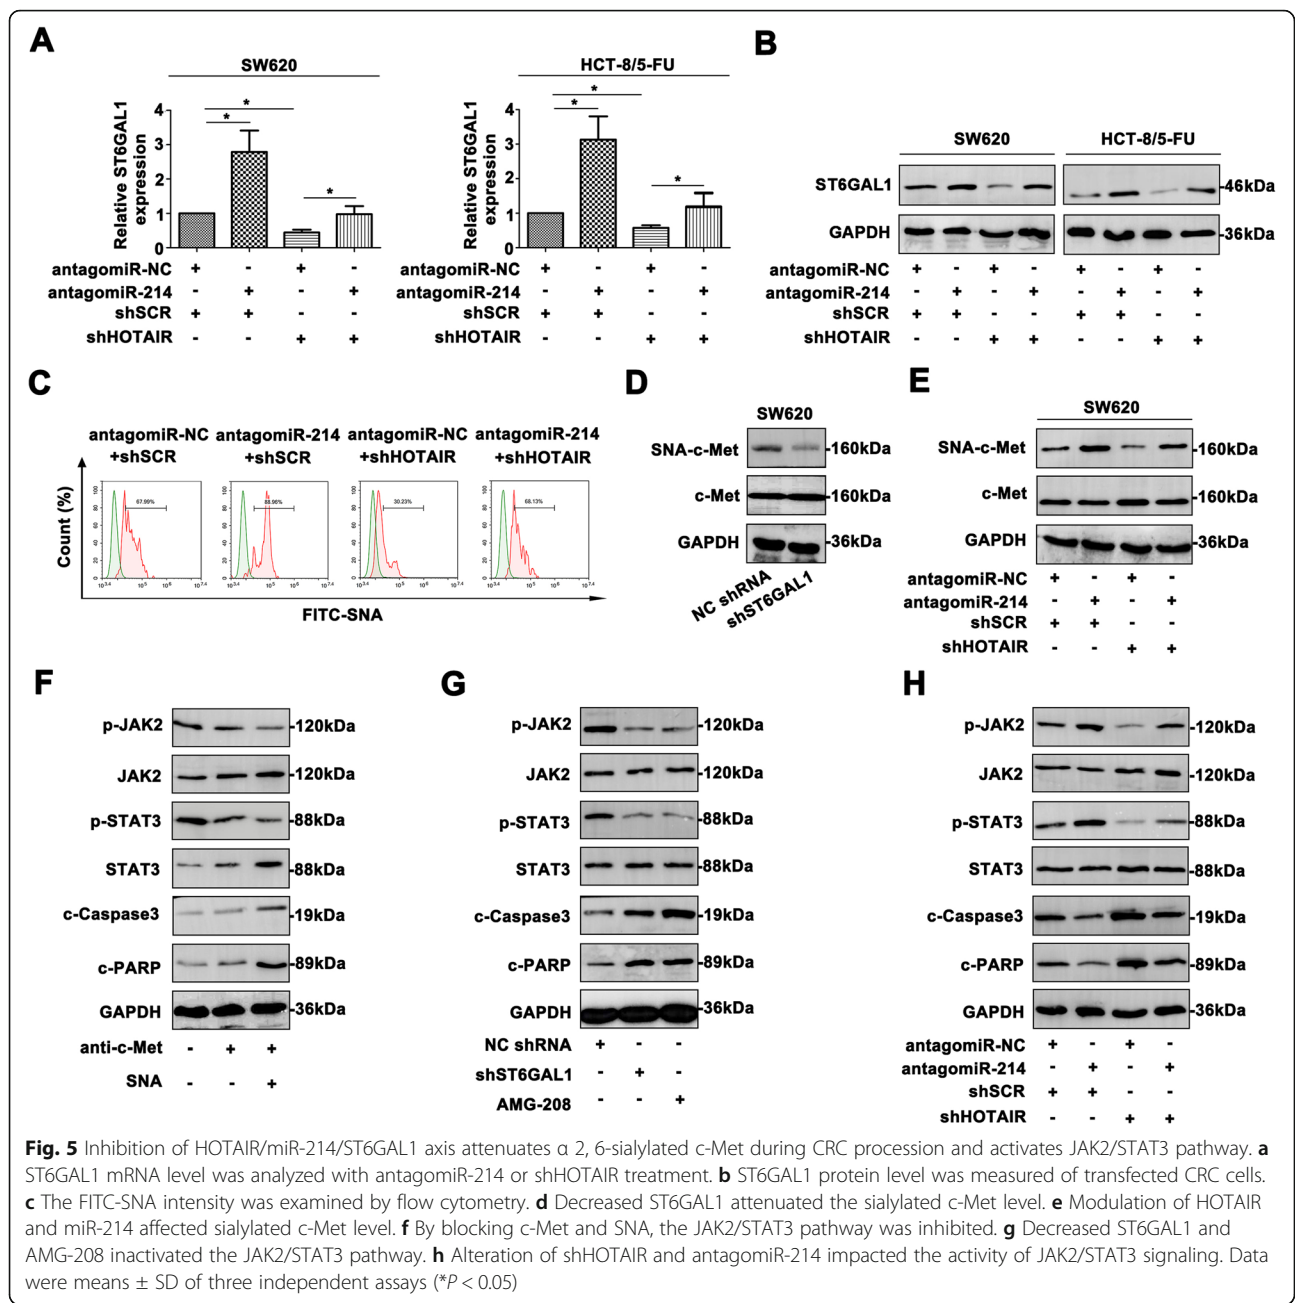 A
SW620
HCT-8/5-FU
Relative ST6GAL1
expression
4
3
2
1
0
*
*
*
Relative ST6GAL1
expression
4
3
2
1
0
*
*
*
antagomiR-NC + - + -
antagomiR-214 - + - +
shSCR + + - -
shHOTAIR - - + +
antagomiR-NC + - + -
antagomiR-214 - + - +
shSCR + + - -
shHOTAIR - - + +
B
SW620 HCT-8/5-FU
ST6GAL1 -46kDa
GAPDH -36kDa
antagomiR-NC + - + - + - + -
antagomiR-214 - + - + - + - +
shSCR + + - - + + - -
shHOTAIR - - + + - - + +
C
antagomiR-NC
+shSCR
antagomiR-214
+shSCR
antagomiR-NC
+shHOTAIR
antagomiR-214
+shHOTAIR
Count (%)
67.99%
88.96%
30.23%
68.13%
FITC-SNA
D
SW620
SNA-c-Met -160kDa
c-Met -160kDa
GAPDH -36kDa
NC shRNA
shST6GAL1
E
SW620
SNA-c-Met -160kDa
c-Met -160kDa
GAPDH -36kDa
antagomiR-NC + - + -
antagomiR-214 - + - +
shSCR + + - -
shHOTAIR - - + +
F
p-JAK2 -120kDa
JAK2 -120kDa
p-STAT3 -88kDa
STAT3 -88kDa
c-Caspase3 -19kDa
c-PARP -89kDa
GAPDH -36kDa
anti-c-Met - + +
SNA - - +
G
p-JAK2 -120kDa
JAK2 -120kDa
p-STAT3 -88kDa
STAT3 -88kDa
c-Caspase3 -19kDa
c-PARP -89kDa
GAPDH -36kDa
NC shRNA + - -
shST6GAL1 - + -
AMG-208 - - +
H
p-JAK2 -120kDa
JAK2 -120kDa
p-STAT3 -88kDa
STAT3 -88kDa
c-Caspase3 -19kDa
c-PARP -89kDa
GAPDH -36kDa
antagomiR-NC + - + -
antagomiR-214 - + - +
shSCR + + - -
shHOTAIR - - + +
Fig. 5 Inhibition of HOTAIR/miR-214/ST6GAL1 axis attenuates α 2, 6-sialylated c-Met during CRC procession and activates JAK2/STAT3 pathway. a
ST6GAL1 mRNA level was analyzed with antagomiR-214 or shHOTAIR treatment. b ST6GAL1 protein level was measured of transfected CRC cells.
c The FITC-SNA intensity was examined by flow cytometry. d Decreased ST6GAL1 attenuated the sialylated c-Met level. e Modulation of HOTAIR
and miR-214 affected sialylated c-Met level. f By blocking c-Met and SNA, the JAK2/STAT3 pathway was inhibited. g Decreased ST6GAL1 and
AMG-208 inactivated the JAK2/STAT3 pathway. h Alteration of shHOTAIR and antagomiR-214 impacted the activity of JAK2/STAT3 signaling. Data
were means ± SD of three independent assays (*P < 0.05)